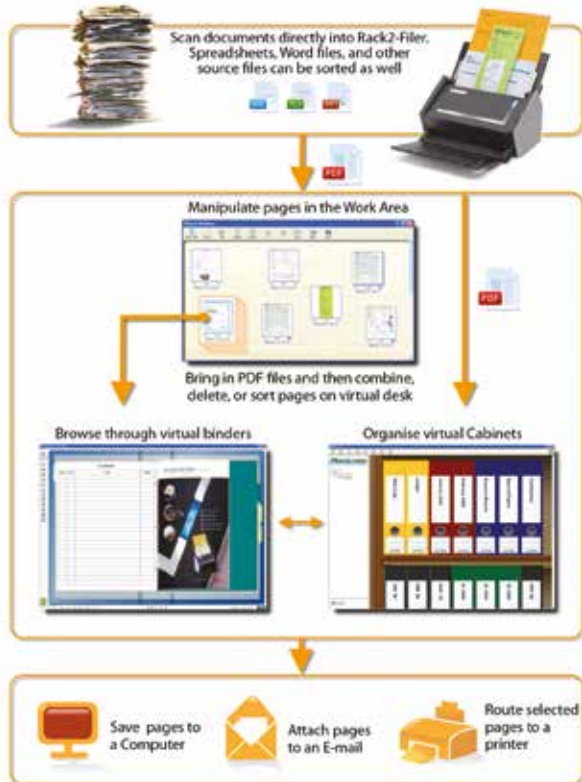 Scan documents directly into Rack2-Filer.
Spreadsheets, Word files, and other
source files can be sorted as well
PDF
Manipulate pages in the Work Area
PDF
Bring in PDF files and then combine,
delete, or sort pages on virtual desk
Browse through virtual binders
Organise virtual Cabinets
Save pages to
a Computer
Attach pages
to an E-mail
Route selected
pages to a
printer